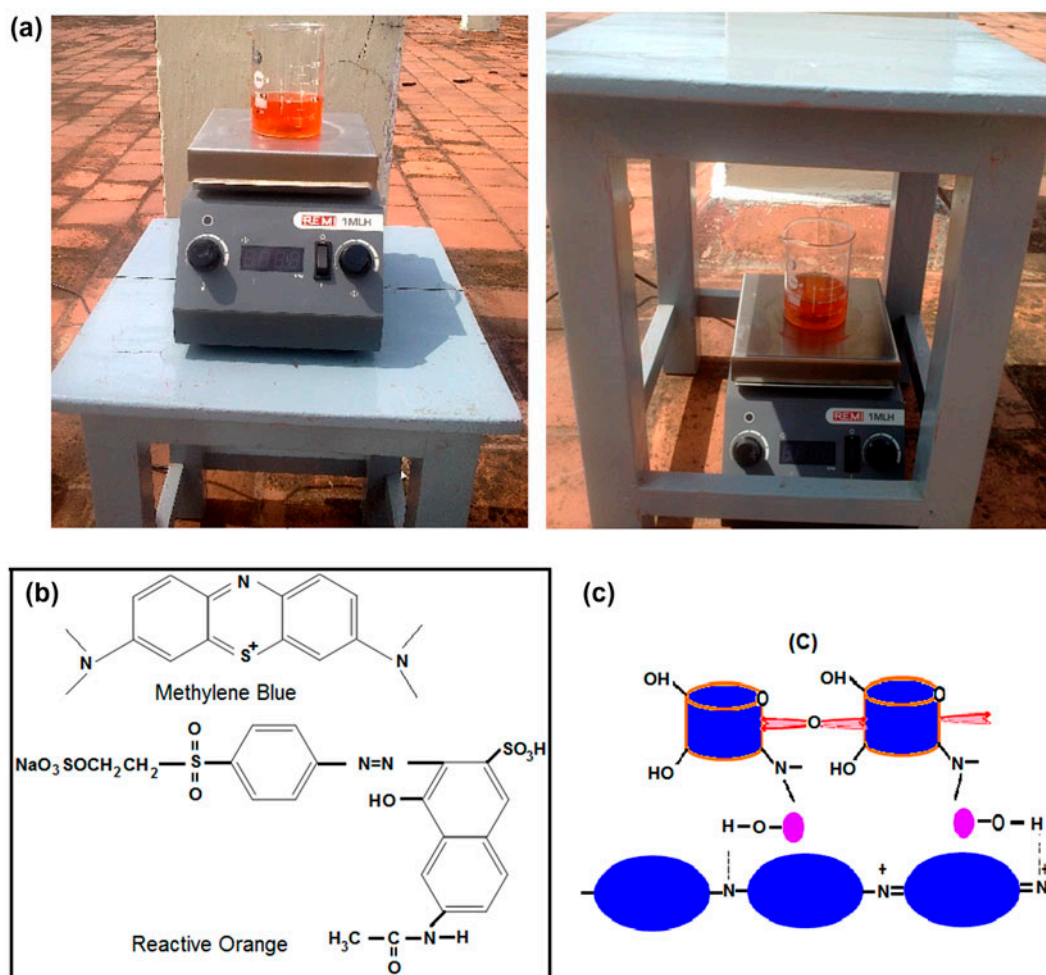 (a)
REMI 1MLH
REMI 1MLH
(b)
N
N
S+
N
Methylene Blue
O
NaO3SOCH2CH2
S
O
N=N
SO3H
HO
H3C
C
N
H
O
Reactive Orange
(c)
(C)
OH
O
O
OH
O
HO
N
HO
N
H
O
O
H
N
+
N
+
N